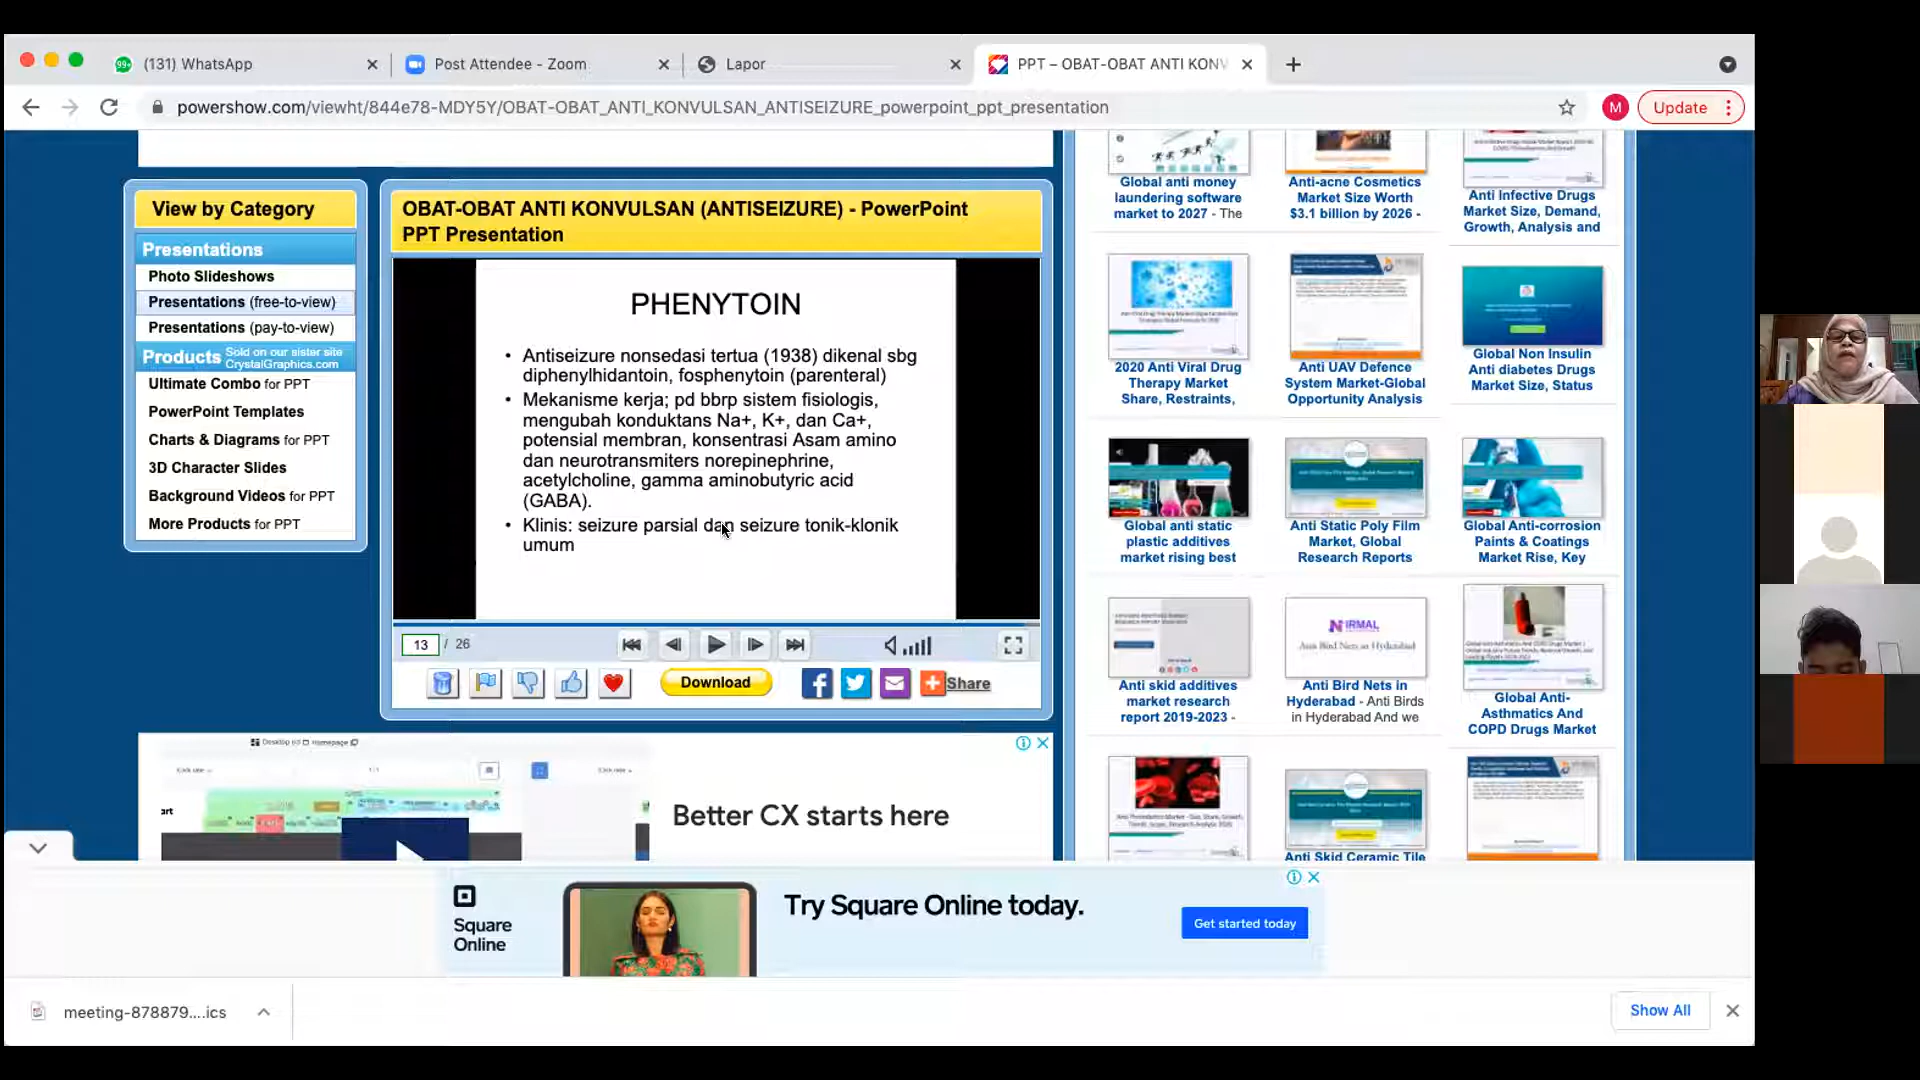 (131) WhatsApp
Post Attendee - Zoom
Lapor
PPT – OBAT-OBAT ANTI KONV
powershow.com/viewht/844e78-MDY5Y/OBAT-OBAT_ANTI_KONVULSAN_ANTISEIZURE_powerpoint_ppt_presentation
M
Update
View by Category
Presentations
Photo Slideshows
Presentations (free-to-view)
Presentations (pay-to-view)
Products Sold on our sister site
CrystalGraphics.com
Ultimate Combo for PPT
PowerPoint Templates
Charts & Diagrams for PPT
3D Character Slides
Background Videos for PPT
More Products for PPT
OBAT-OBAT ANTI KONVULSAN (ANTISEIZURE) - PowerPoint
PPT Presentation
PHENYTOIN
• Antiseizure nonsedasi tertua (1938) dikenal sbg
diphenylhidantoin, fosphenytoin (parenteral)
• Mekanisme kerja; pd bbrp sistem fisiologis,
mengubah konduktans Na+, K+, dan Ca+,
potensial membran, konsentrasi Asam amino
dan neurotransmiters norepinephrine,
acetylcholine, gamma aminobutyric acid
(GABA).
• Klinis: seizure parsial dan seizure tonik-klonik
umum
13 / 26
Download
Share
Global anti money
laundering software
market to 2027 - The
Anti-acne Cosmetics
Market Size Worth
$3.1 billion by 2026 -
Anti Infective Drugs
Market Size, Demand,
Growth, Analysis and
2020 Anti Viral Drug
Therapy Market
Share, Restraints,
Anti UAV Defence
System Market-Global
Opportunity Analysis
Global Non Insulin
Anti diabetes Drugs
Market Size, Status
Global anti static
plastic additives
market rising best
Anti Static Poly Film
Market, Global
Research Reports
Global Anti-corrosion
Paints & Coatings
Market Rise, Key
NIRMAL
Anti Bird Nets in Hyderabad
Anti skid additives
market research
report 2019-2023 -
Anti Bird Nets in
Hyderabad - Anti Birds
in Hyderabad And we
Global Anti-
Asthmatics And
COPD Drugs Market
Anti Skid Ceramic Tile
Better CX starts here
Square
Online
Try Square Online today.
Get started today
meeting-878879....ics
Show All